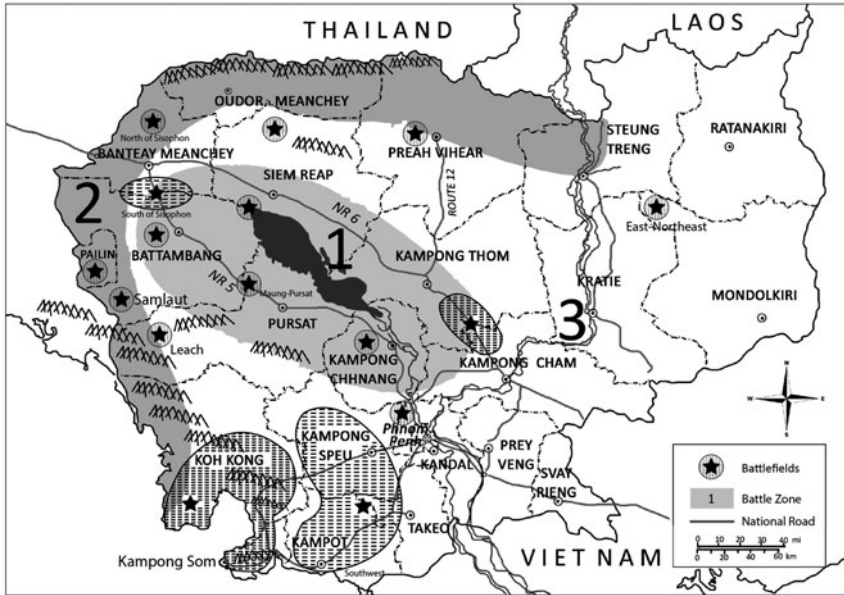 THAILAND
LAOS
OUDOR, MEANCHEY
North of Sisophon
BANTEAY MEANCHEY
PREAH VIHEAR
STEUNG
TRENG
RATANAKIRI
SIEM REAP
ROUTE 12
2
South of Sisophon
NR 6
1
East-Northeast
BATTAMBANG
KAMPONG THOM
PAILIN
NR 5
Maung-Pursat
KRATIE
MONDOLKIRI
Samlaut
PURSAT
3
Leach
KAMPONG
CHHNANG
KAMPONG CHAM
N
W
E
S
Phnom
Penh
KOH KONG
KAMPONG
SPEU
KANDAL
PREY
VENG
SVAY
RIENG
KAMPOT
TAKEO
Kampong Som
Southwest
VIET NAM
Battlefields
1 Battle Zone
National Road
0 10 20 30 40 mi
0 20 40 60 km